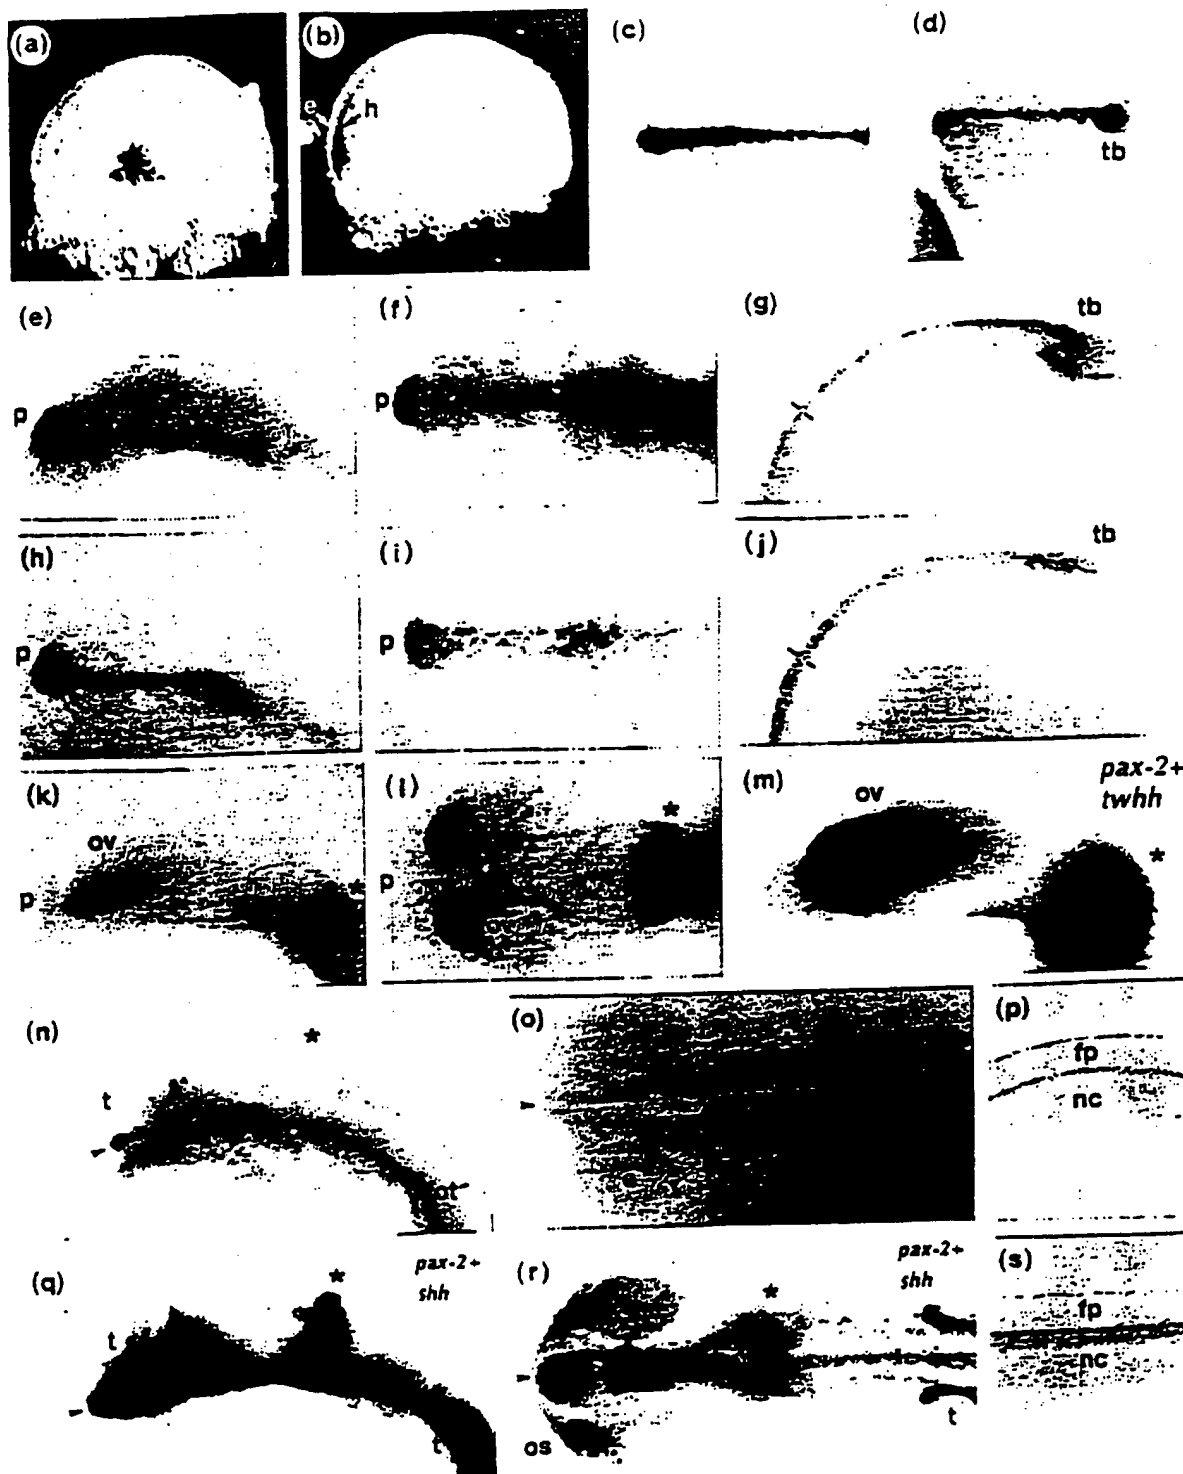 (a)
(b)
e h
(c)
(d)
tb
(e)
p
(f)
p
(g)
tb
(h)
p
(i)
p
(j)
tb
(k)
ov
p
*
(l)
p
*
(m)
ov
pax-2+
twhh
*
(n)
*
t
(o)
(p)
fp
nc
(q)
*
pax-2+
shh
t
t
(r)
*
pax-2+
shh
os
t
(s)
fp
nc